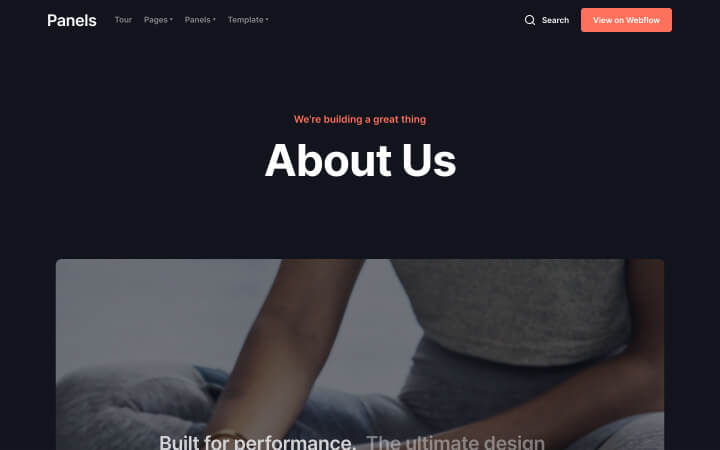 Panels Tour Pages Panels Template Search View on Webflow
We're building a great thing
About Us
Built for performance. The ultimate design